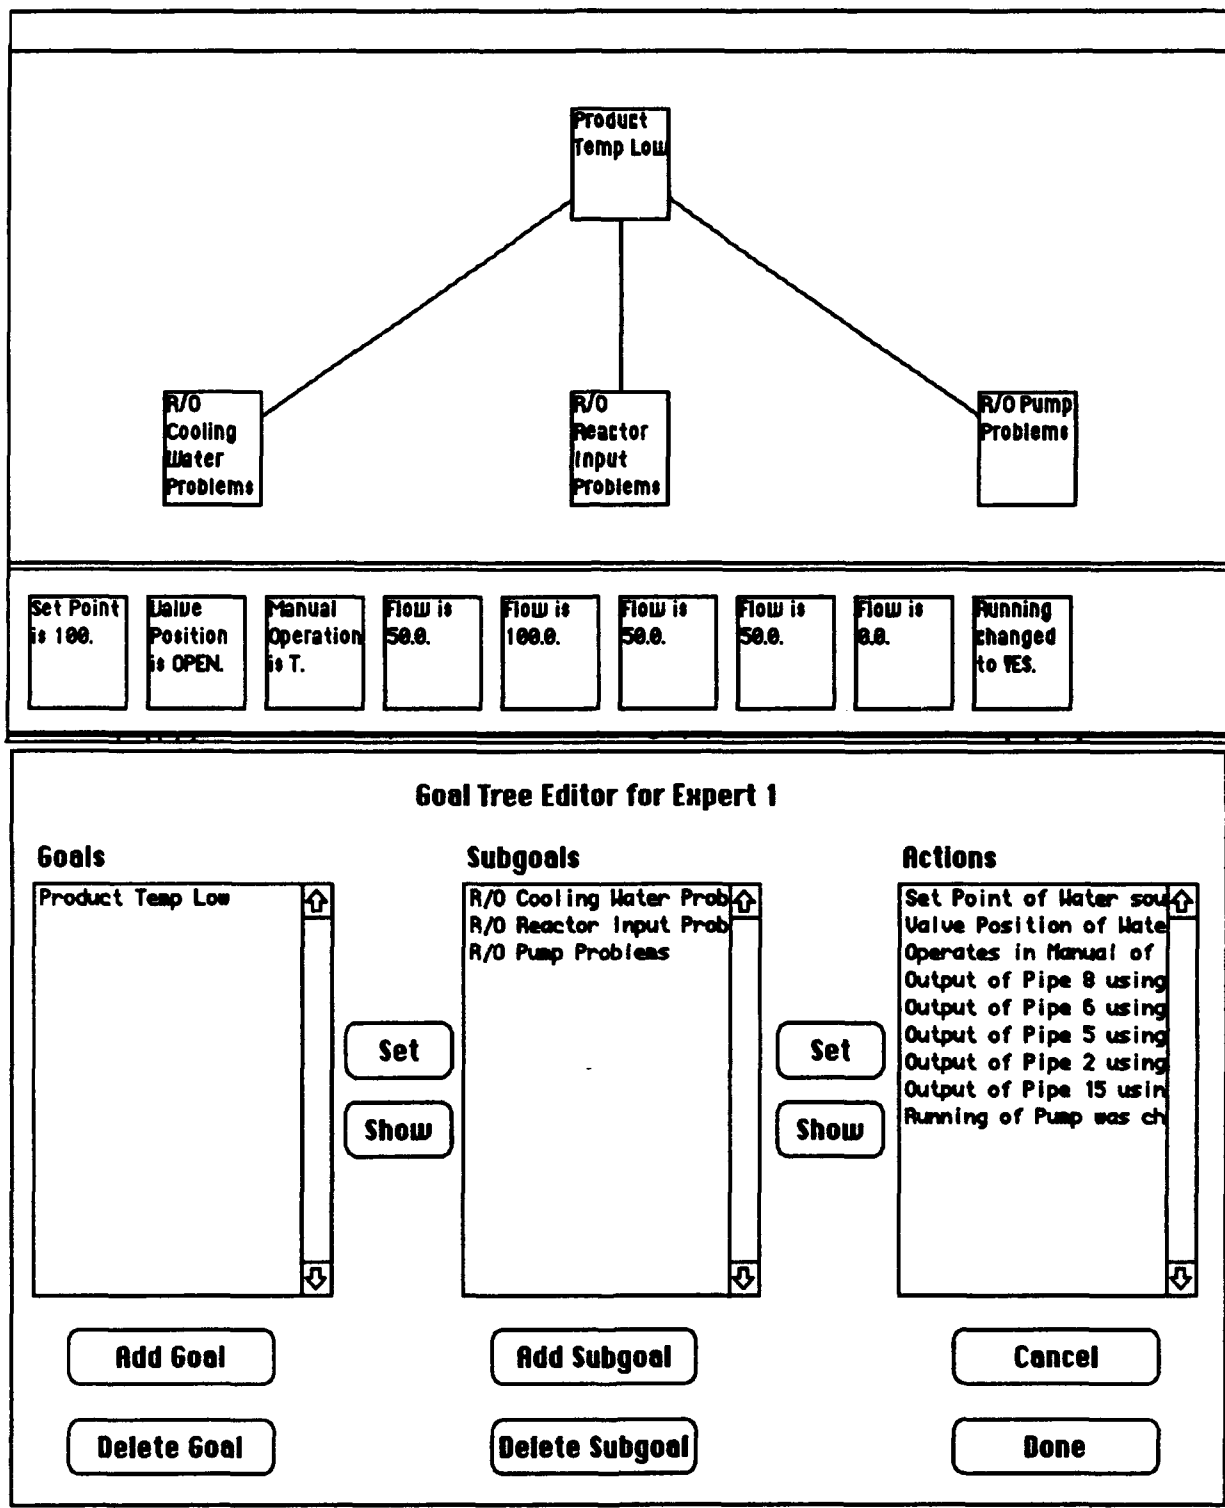 Product
Temp Low
R/O
Cooling
Water
Problems
R/O
Reactor
Input
Problems
R/O Pump
Problems
Set Point
is 100.
Valve
Position
is OPEN.
Manual
Operation
is T.
Flow is
50.0.
Flow is
100.0.
Flow is
50.0.
Flow is
50.0.
Flow is
0.0.
Running
changed
to YES.
Goal Tree Editor for Expert 1
Goals
Subgoals
Actions
Product Temp Low
R/O Cooling Water Prob
R/O Reactor Input Prob
R/O Pump Problems
Set Point of Water sou
Valve Position of Wate
Operates in Manual of
Output of Pipe 8 using
Output of Pipe 6 using
Output of Pipe 5 using
Output of Pipe 2 using
Output of Pipe 15 usin
Running of Pump was ch
Set
Show
Set
Show
Add Goal
Add Subgoal
Cancel
Delete Goal
Delete Subgoal
Done